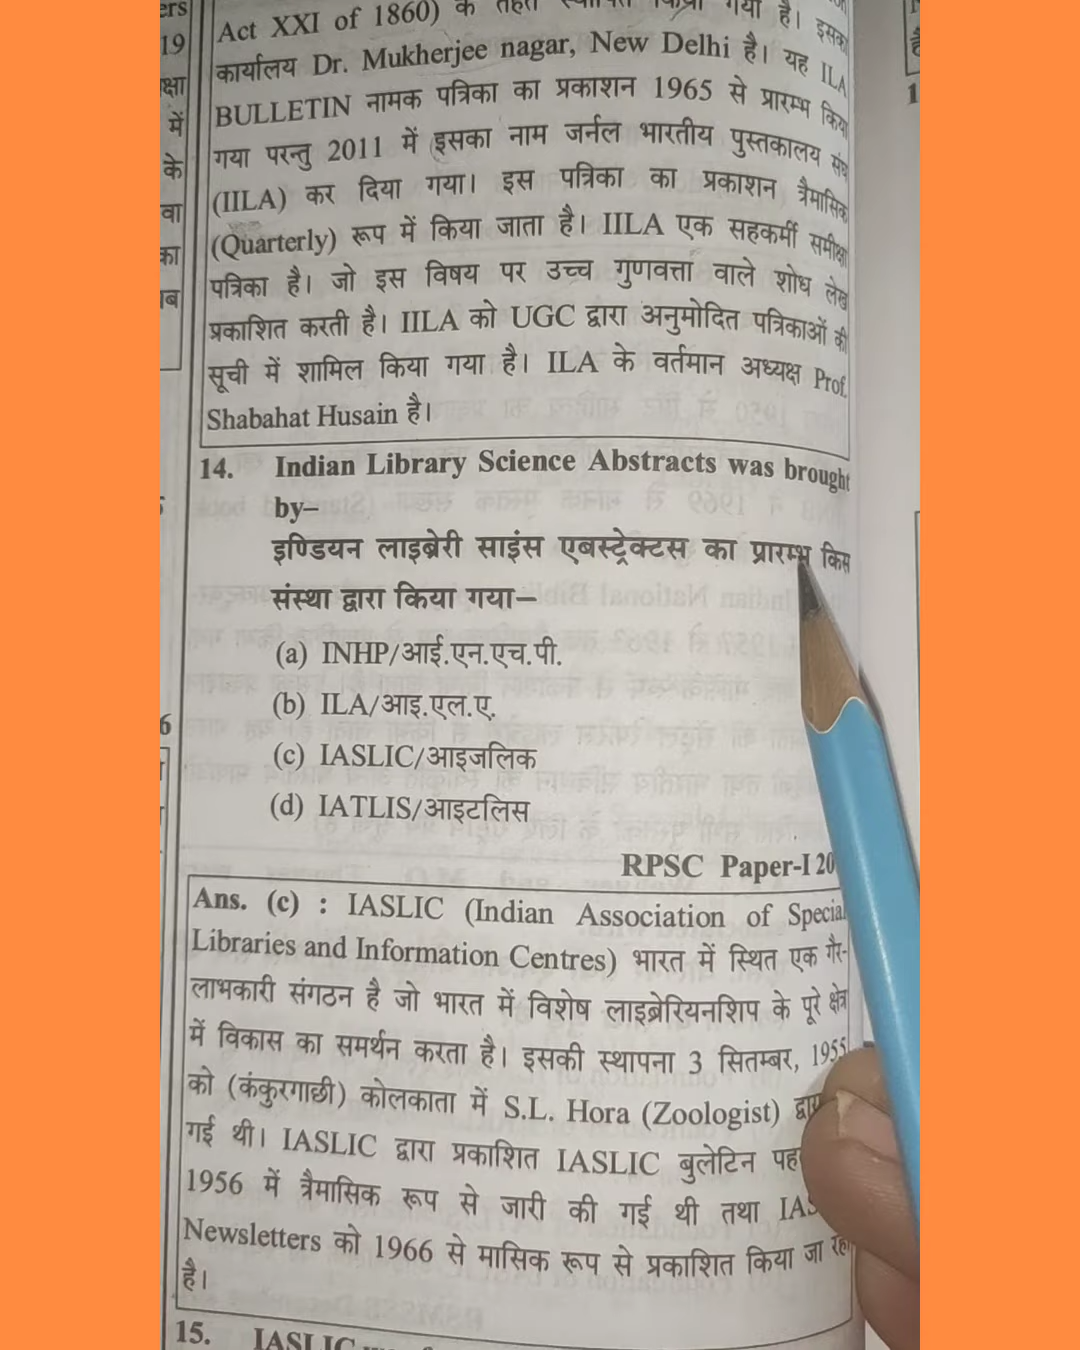 ers
19
क्षा
में
के
वा
का
ब
Act XXI of 1860) के तहत स्थापित किया गया है। इसका
कार्यालय Dr. Mukherjee nagar, New Delhi है। यह ILA
BULLETIN नामक पत्रिका का प्रकाशन 1965 से प्रारम्भ किया
गया परन्तु 2011 में इसका नाम जर्नल भारतीय पुस्तकालय संघ
(IILA) कर दिया गया। इस पत्रिका का प्रकाशन त्रैमासिक
(Quarterly) रूप में किया जाता है। IILA एक सहकर्मी समीक्षा
पत्रिका है। जो इस विषय पर उच्च गुणवत्ता वाले शोध लेख
प्रकाशित करती है। IILA को UGC द्वारा अनुमोदित पत्रिकाओं की
सूची में शामिल किया गया है। ILA के वर्तमान अध्यक्ष Prof.
Shabahat Husain है।
14. Indian Library Science Abstracts was brought
by–
इण्डियन लाइब्रेरी साइंस एबस्ट्रेक्टस का प्रारम्भ किस
संस्था द्वारा किया गया–
(a) INHP/आई.एन.एच.पी.
(b) ILA/आइ.एल.ए.
(c) IASLIC/आइजलिक
(d) IATLIS/आइटलिस
RPSC Paper-I 20
Ans. (c) : IASLIC (Indian Association of Special
Libraries and Information Centres) भारत में स्थित एक गैर-
लाभकारी संगठन है जो भारत में विशेष लाइब्रेरियनशिप के पूरे क्षेत्र
में विकास का समर्थन करता है। इसकी स्थापना 3 सितम्बर, 1955
को (कंकुरगाछी) कोलकाता में S.L. Hora (Zoologist)
गई थी। IASLIC द्वारा प्रकाशित IASLIC बुलेटिन
1956 में त्रैमासिक रूप से जारी की गई थी तथा
Newsletters को 1966 से मासिक रूप से प्रकाशित किया जा रहा
है।
15. IASLIC
6
1